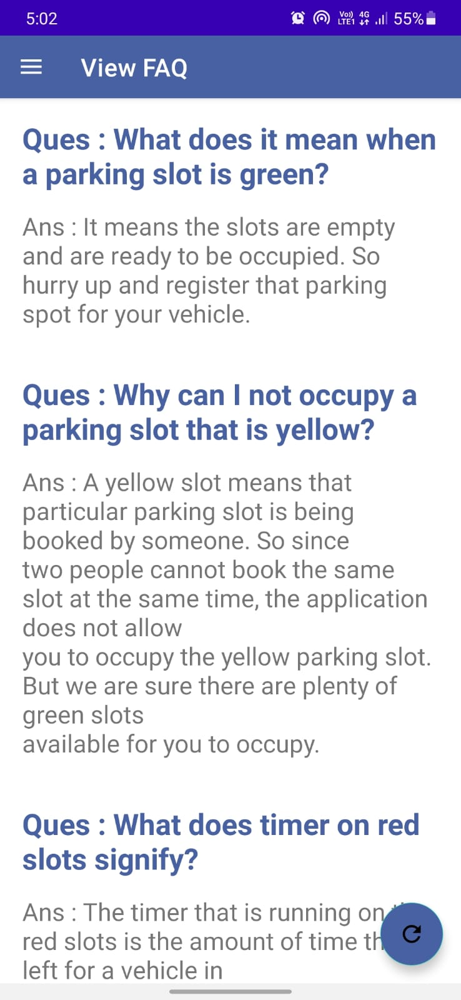 5:02
Vo)) 4G
LTE1
55%
View FAQ
Ques : What does it mean when
a parking slot is green?
Ans : It means the slots are empty
and are ready to be occupied. So
hurry up and register that parking
spot for your vehicle.
Ques : Why can I not occupy a
parking slot that is yellow?
Ans : A yellow slot means that
particular parking slot is being
booked by someone. So since
two people cannot book the same
slot at the same time, the application
does not allow
you to occupy the yellow parking slot.
But we are sure there are plenty of
green slots
available for you to occupy.
Ques : What does timer on red
slots signify?
Ans : The timer that is running on
red slots is the amount of time
left for a vehicle in